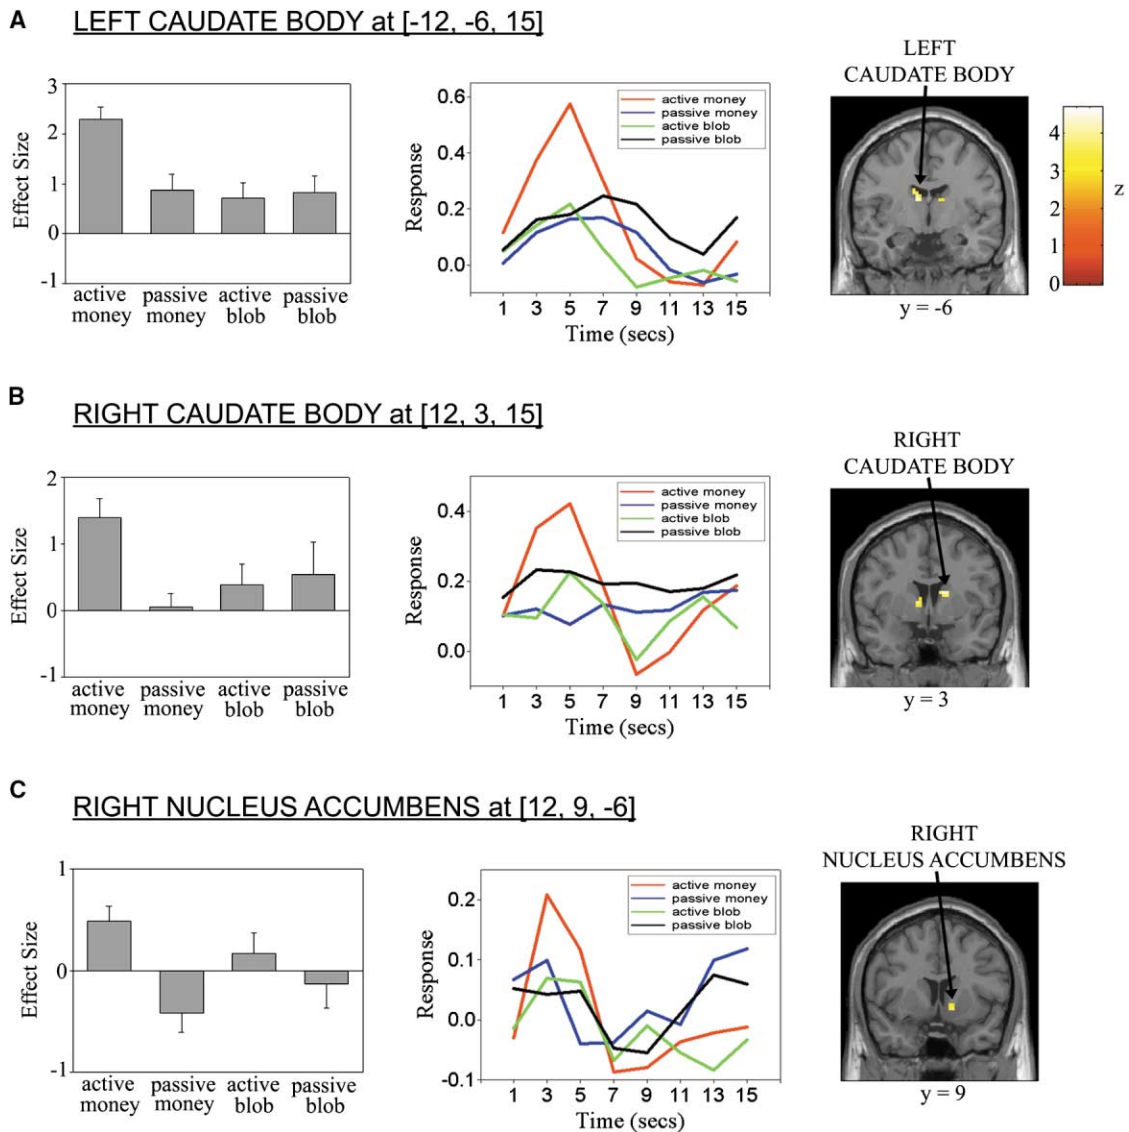 A
LEFT CAUDATE BODY at [-12, -6, 15]
3
2
1
0
-1
Effect Size
active money
passive money
active blob
passive blob
0.6
0.4
0.2
0.0
Response
active money
passive money
active blob
passive blob
1 3 5 7 9 11 13 15
Time (secs)
LEFT
CAUDATE BODY
y = -6
4
3
2
1
0
z
B
RIGHT CAUDATE BODY at [12, 3, 15]
2
1
0
-1
Effect Size
active money
passive money
active blob
passive blob
0.4
0.2
0.0
Response
active money
passive money
active blob
passive blob
1 3 5 7 9 11 13 15
Time (secs)
RIGHT
CAUDATE BODY
y = 3
C
RIGHT NUCLEUS ACCUMBENS at [12, 9, -6]
1
0
-1
Effect Size
active money
passive money
active blob
passive blob
0.2
0.1
0.0
-0.1
Response
active money
passive money
active blob
passive blob
1 3 5 7 9 11 13 15
Time (secs)
RIGHT
NUCLEUS ACCUMBENS
y = 9